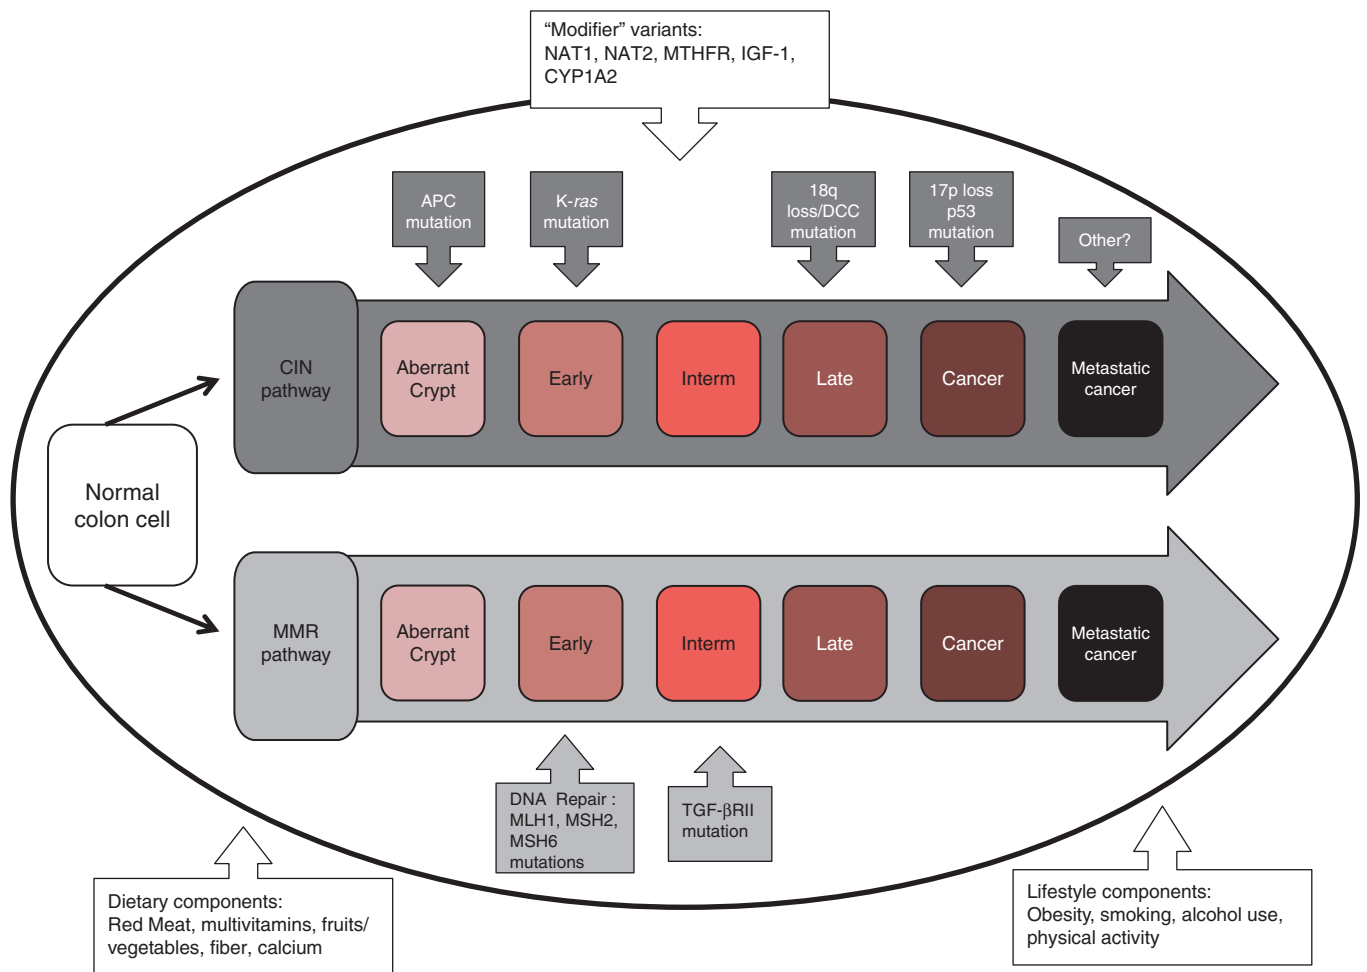 “Modifier” variants:
NAT1, NAT2, MTHFR, IGF-1,
CYP1A2
APC
mutation
K-ras
mutation
18q
loss/DCC
mutation
17p loss
p53
mutation
Other?
CIN
pathway
Aberrant
Crypt
Early
Interm
Late
Cancer
Metastatic
cancer
Normal
colon cell
MMR
pathway
Aberrant
Crypt
Early
Interm
Late
Cancer
Metastatic
cancer
DNA Repair :
MLH1, MSH2,
MSH6
mutations
TGF-βRII
mutation
Dietary components:
Red Meat, multivitamins, fruits/
vegetables, fiber, calcium
Lifestyle components:
Obesity, smoking, alcohol use,
physical activity